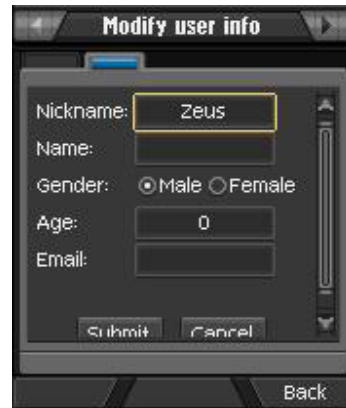 Modify user info
Nickname: Zeus
Name:
Gender: Male Female
Age: 0
Email:
Submit Cancel
Back